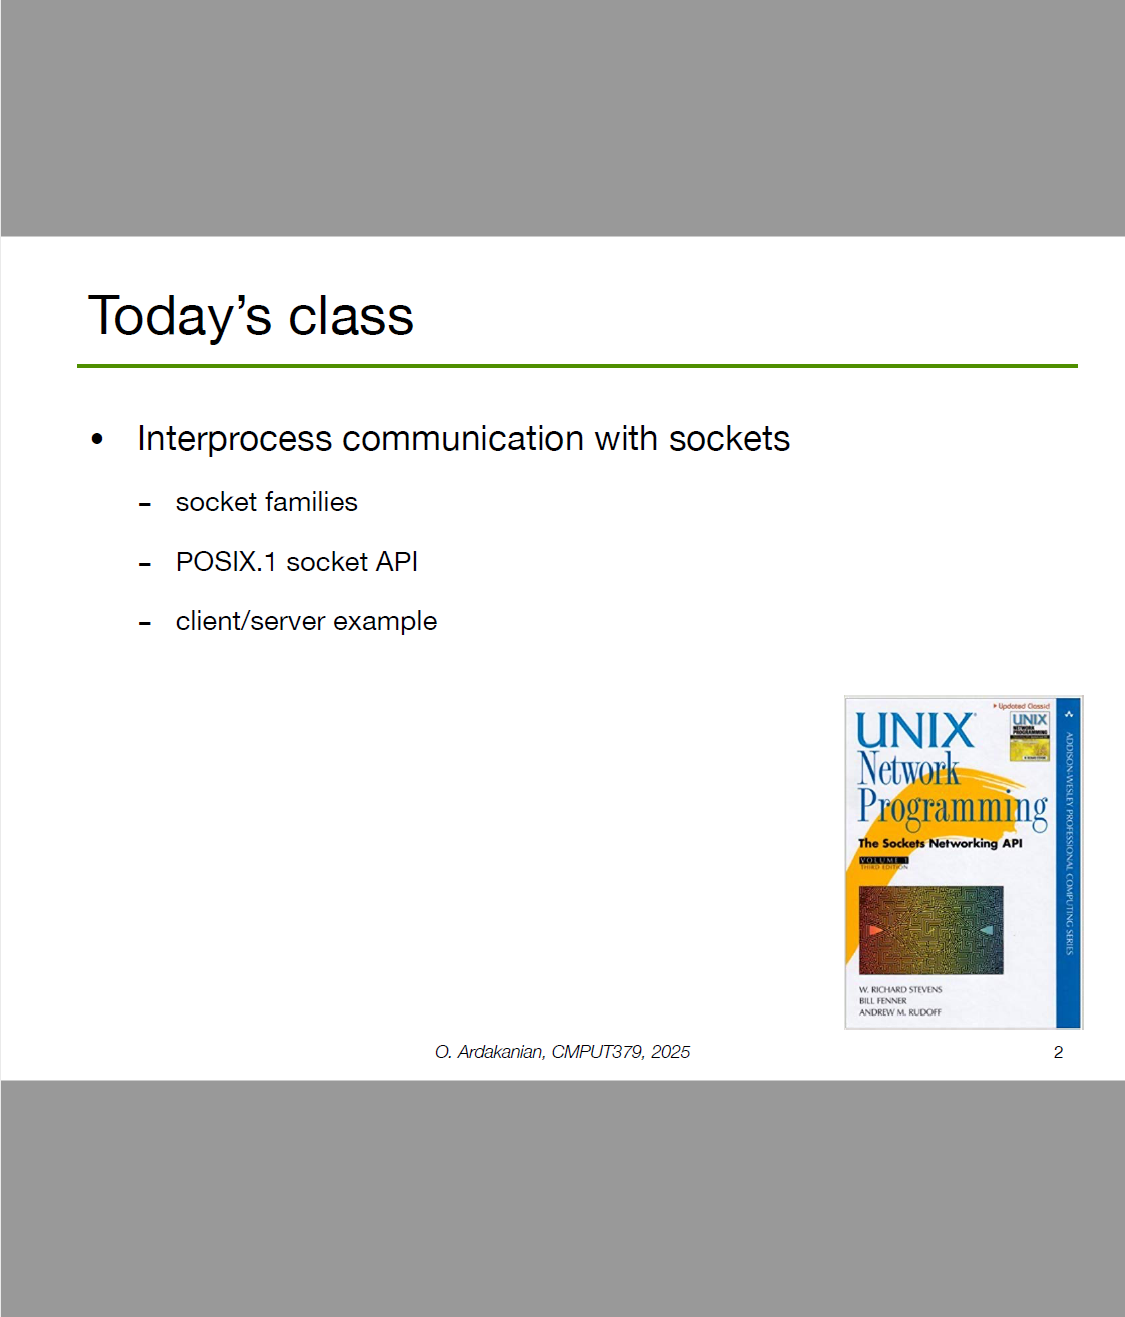 Today's class
• Interprocess communication with sockets
– socket families
– POSIX.1 socket API
– client/server example
Updated Classic!
UNIX®
Network
Programming
The Sockets Networking API
VOLUME 1
THIRD EDITION
UNIX
NETWORK
PROGRAMMING
W. RICHARD STEVENS
BILL FENNER
ANDREW M. RUDOFF
ADDISON-WESLEY PROFESSIONAL COMPUTING SERIES
O. Ardakanian, CMPUT379, 2025
2